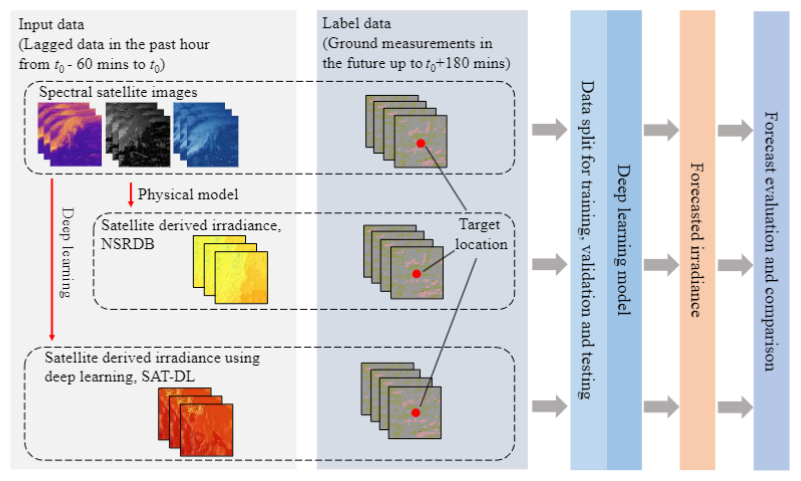 Input data
(Lagged data in the past hour
from t0 - 60 mins to t0)
Label data
(Ground measurements in
the future up to t0+180 mins)
Spectral satellite images
Physical model
Deep learning
Satellite derived irradiance,
NSRDB
Target
location
Satellite derived irradiance using
deep learning, SAT-DL
Data split for training, validation and testing
Deep learning model
Forecasted irradiance
Forecast evaluation and comparison